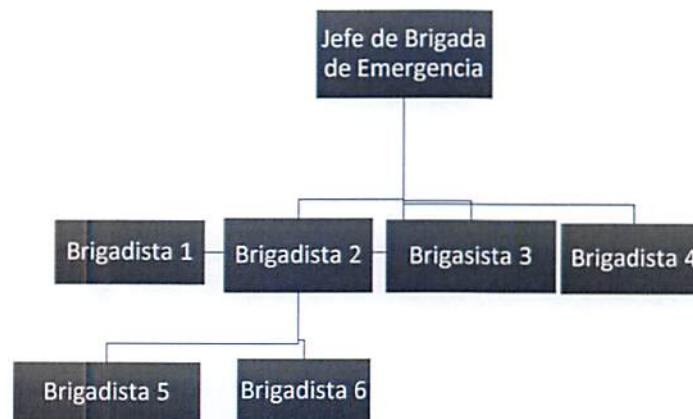 Jefe de Brigada
de Emergencia
Brigadista 1
Brigadista 2
Brigasista 3
Brigadista 4
Brigadista 5
Brigadista 6